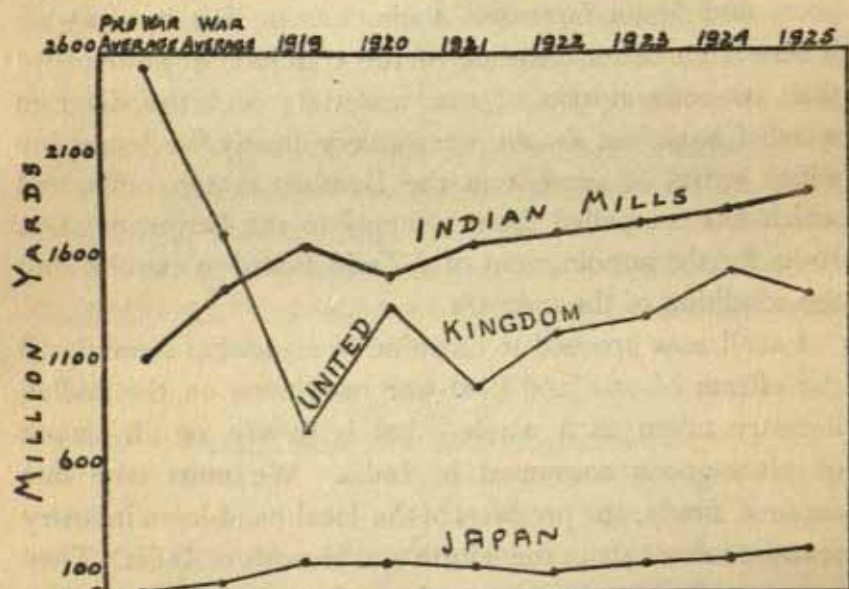 PRE WAR WAR
AVERAGE AVERAGE 1919 1920 1921 1922 1923 1924 1925
2600
2100
1600
1100
600
100
0
MILLION YARDS
INDIAN MILLS
UNITED KINGDOM
JAPAN